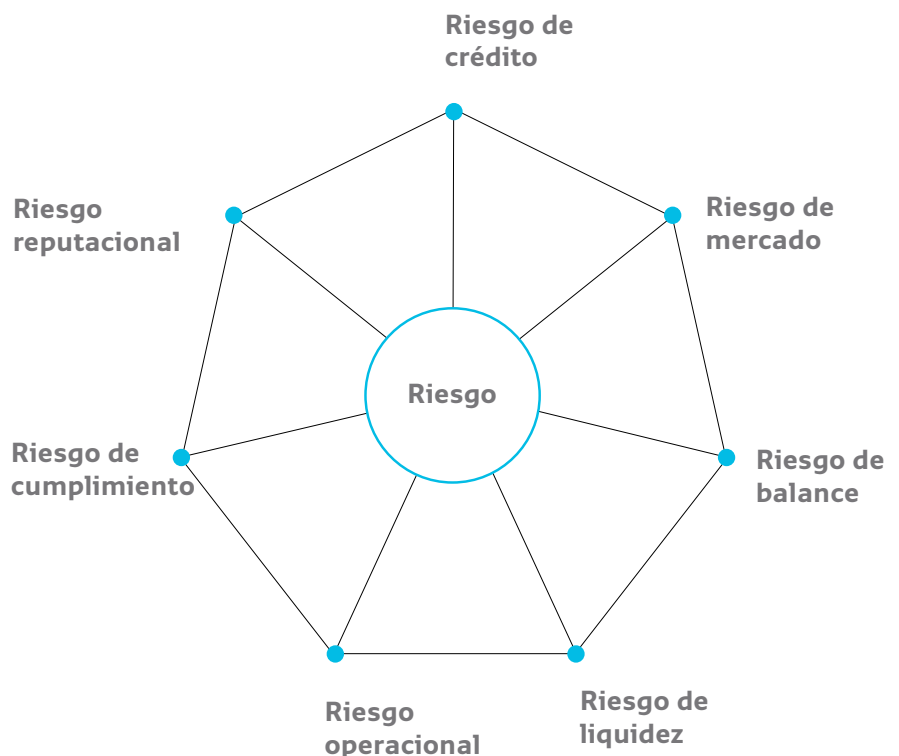 Riesgo de
crédito
Riesgo
reputacional
Riesgo de
mercado
Riesgo
Riesgo de
cumplimiento
Riesgo de
balance
Riesgo
operacional
Riesgo de
liquidez